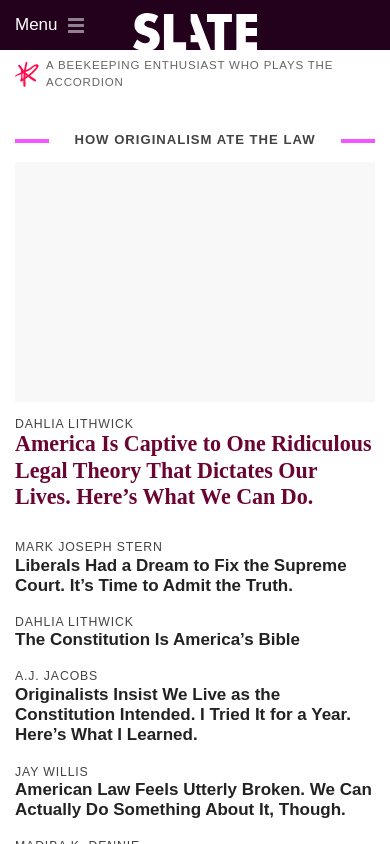 Menu
SLATE
A BEEKEEPING ENTHUSIAST WHO PLAYS THE
ACCORDION
HOW ORIGINALISM ATE THE LAW
DAHLIA LITHWICK
America Is Captive to One Ridiculous
Legal Theory That Dictates Our
Lives. Here’s What We Can Do.
MARK JOSEPH STERN
Liberals Had a Dream to Fix the Supreme
Court. It’s Time to Admit the Truth.
DAHLIA LITHWICK
The Constitution Is America’s Bible
A.J. JACOBS
Originalists Insist We Live as the
Constitution Intended. I Tried It for a Year.
Here’s What I Learned.
JAY WILLIS
American Law Feels Utterly Broken. We Can
Actually Do Something About It, Though.
MADIBA K. DENNIE